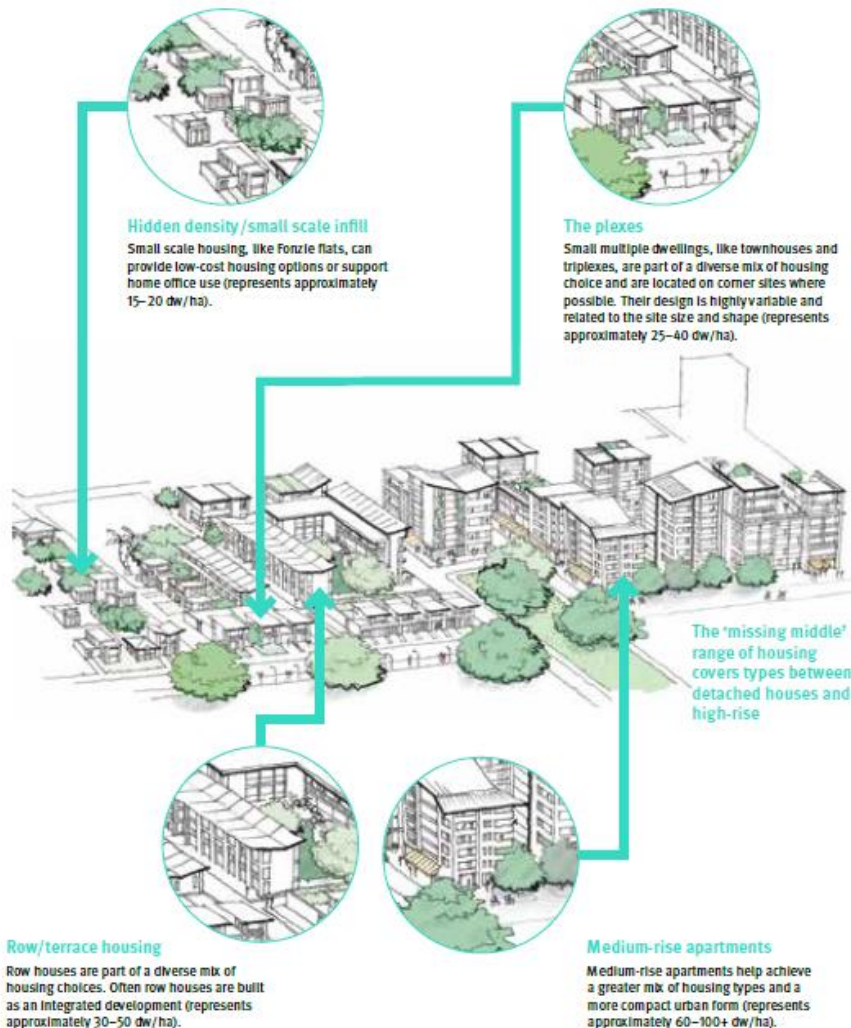 Hidden density/small scale infill
Small scale housing, like Fonzie flats, can
provide low-cost housing options or support
home office use (represents approximately
15–20 dw/ha).
The plexes
Small multiple dwellings, like townhouses and
triplexes, are part of a diverse mix of housing
choice and are located on corner sites where
possible. Their design is highly variable and
related to the site size and shape (represents
approximately 25–40 dw/ha).
The ‘missing middle’
range of housing
covers types between
detached houses and
high-rise
Row/terrace housing
Row houses are part of a diverse mix of
housing choices. Often row houses are built
as an integrated development (represents
approximately 30–50 dw/ha).
Medium-rise apartments
Medium-rise apartments help achieve
a greater mix of housing types and a
more compact urban form (represents
approximately 60–100+ dw/ha).